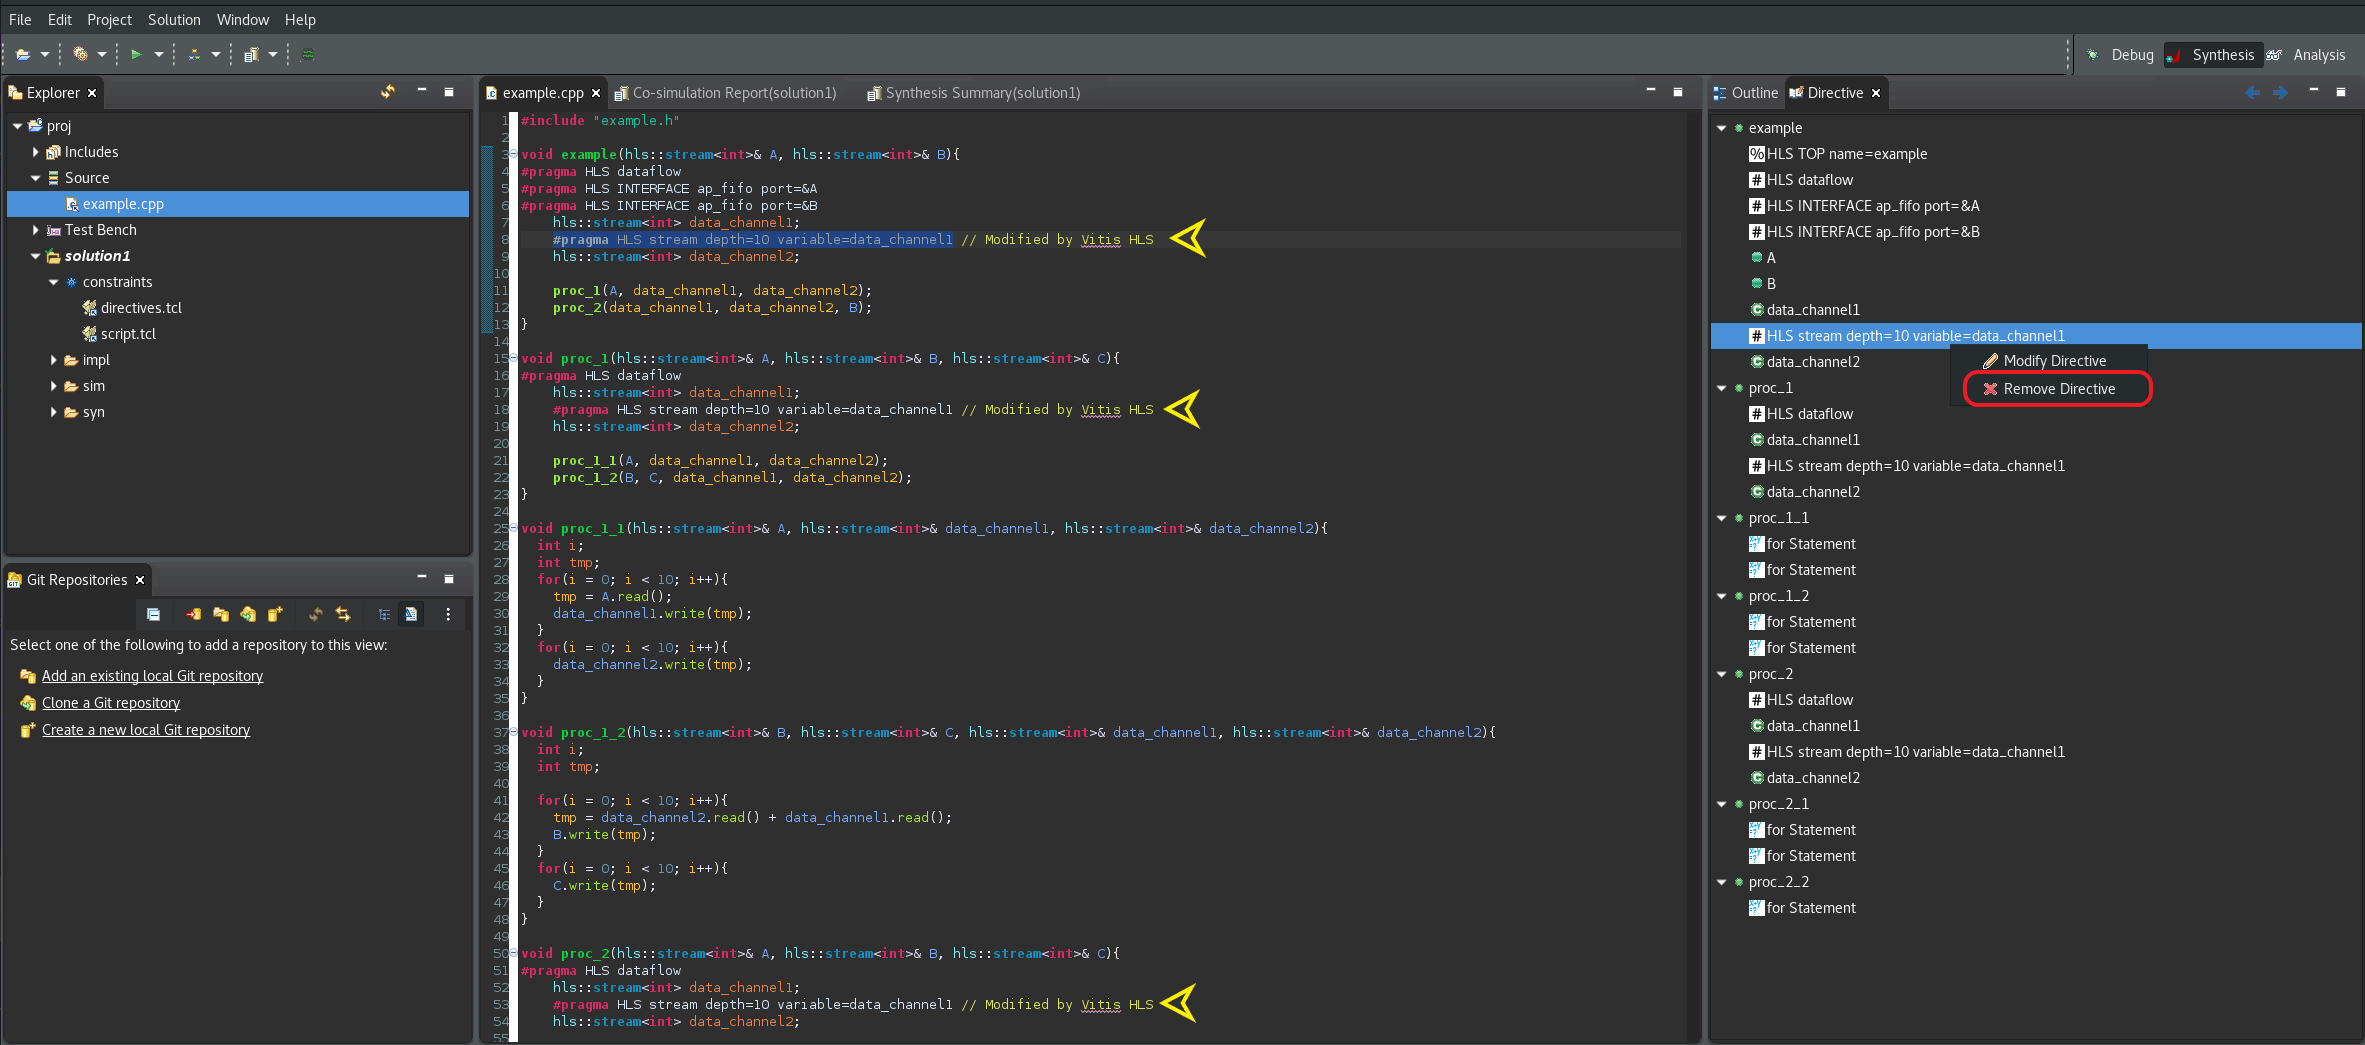 File Edit Project Solution Window Help
Debug Synthesis Analysis
Explorer
proj
Includes
Source
example.cpp
Test Bench
solution1
constraints
directives.tcl
script.tcl
impl
sim
syn
Git Repositories
Select one of the following to add a repository to this view:
Add an existing local Git repository
Clone a Git repository
Create a new local Git repository
example.cpp Co-simulation Report(solution1) Synthesis Summary(solution1)
1 #include "example.h"
2
3 void example(hls::stream<int>& A, hls::stream<int>& B){
4 #pragma HLS dataflow
5 #pragma HLS INTERFACE ap_fifo port=&A
6 #pragma HLS INTERFACE ap_fifo port=&B
7     hls::stream<int> data_channel1;
8     #pragma HLS stream depth=10 variable=data_channel1 // Modified by Vitis HLS
9     hls::stream<int> data_channel2;
10
11     proc_1(A, data_channel1, data_channel2);
12     proc_2(data_channel1, data_channel2, B);
13 }
14
15 void proc_1(hls::stream<int>& A, hls::stream<int>& B, hls::stream<int>& C){
16 #pragma HLS dataflow
17     hls::stream<int> data_channel1;
18     #pragma HLS stream depth=10 variable=data_channel1 // Modified by Vitis HLS
19     hls::stream<int> data_channel2;
20
21     proc_1_1(A, data_channel1, data_channel2);
22     proc_1_2(B, C, data_channel1, data_channel2);
23 }
24
25 void proc_1_1(hls::stream<int>& A, hls::stream<int>& data_channel1, hls::stream<int>& data_channel2){
26   int i;
27   int tmp;
28   for(i = 0; i < 10; i++){
29     tmp = A.read();
30     data_channel1.write(tmp);
31   }
32   for(i = 0; i < 10; i++){
33     data_channel2.write(tmp);
34   }
35 }
36
37 void proc_1_2(hls::stream<int>& B, hls::stream<int>& C, hls::stream<int>& data_channel1, hls::stream<int>& data_channel2){
38   int i;
39   int tmp;
40
41   for(i = 0; i < 10; i++){
42     tmp = data_channel2.read() + data_channel1.read();
43     B.write(tmp);
44   }
45   for(i = 0; i < 10; i++){
46     C.write(tmp);
47   }
48 }
49
50 void proc_2(hls::stream<int>& A, hls::stream<int>& B, hls::stream<int>& C){
51 #pragma HLS dataflow
52     hls::stream<int> data_channel1;
53     #pragma HLS stream depth=10 variable=data_channel1 // Modified by Vitis HLS
54     hls::stream<int> data_channel2;
55
Outline Directive
example
% HLS TOP name=example
# HLS dataflow
# HLS INTERFACE ap_fifo port=&A
# HLS INTERFACE ap_fifo port=&B
A
B
data_channel1
# HLS stream depth=10 variable=data_channel1
data_channel2
Modify Directive
Remove Directive
proc_1
# HLS dataflow
data_channel1
# HLS stream depth=10 variable=data_channel1
data_channel2
proc_1_1
for Statement
for Statement
proc_1_2
for Statement
for Statement
proc_2
# HLS dataflow
data_channel1
# HLS stream depth=10 variable=data_channel1
data_channel2
proc_2_1
for Statement
for Statement
proc_2_2
for Statement